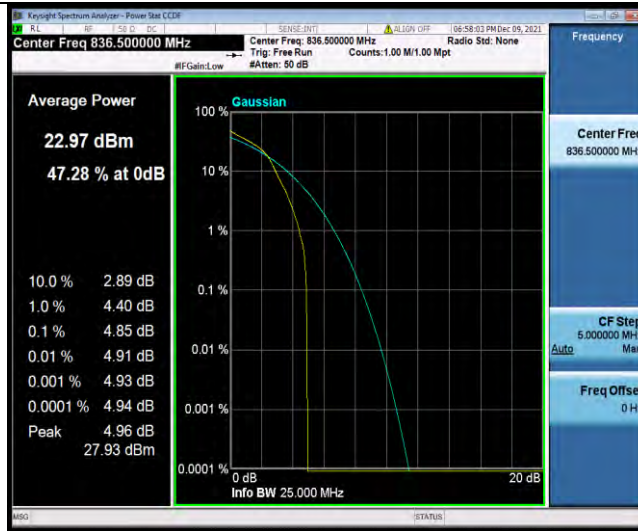 Keysight Spectrum Analyzer - Power Stat CCDF
RL RF 50 Ω DC SENSE:INT ALIGN OFF 06:58:03 PM Dec 09, 2021
Center Freq 836.500000 MHz
Center Freq: 836.500000 MHz Radio Std: None
Trig: Free Run Counts:1.00 M/1.00 Mpt
#IFGain:Low #Atten: 50 dB
Average Power
22.97 dBm
47.28 % at 0dB
10.0 % 2.89 dB
1.0 % 4.40 dB
0.1 % 4.85 dB
0.01 % 4.91 dB
0.001 % 4.93 dB
0.0001 % 4.94 dB
Peak 4.96 dB
27.93 dBm
Gaussian
100 %
10 %
1 %
0.1 %
0.01 %
0.001 %
0.0001 %
0 dB 20 dB
Info BW 25.000 MHz
Frequency
Center Fre
836.500000 MH
CF Step
5.000000 MH
Auto Ma
Freq Offse
0 H
MSG STATUS